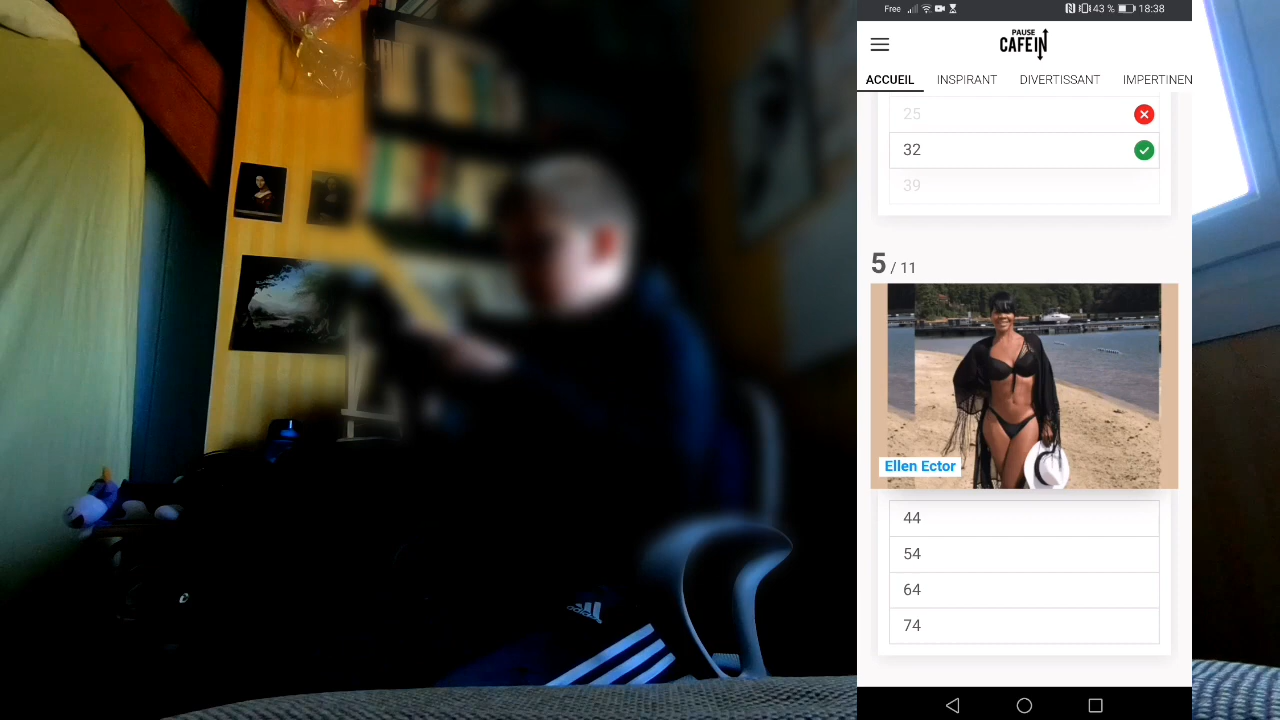 Free
43 % 18:38
PAUSE
CAFEIN
ACCUEIL INSPIRANT DIVERTISSANT IMPERTINEN
25
32
39
5 / 11
Ellen Ector
44
54
64
74
adidas